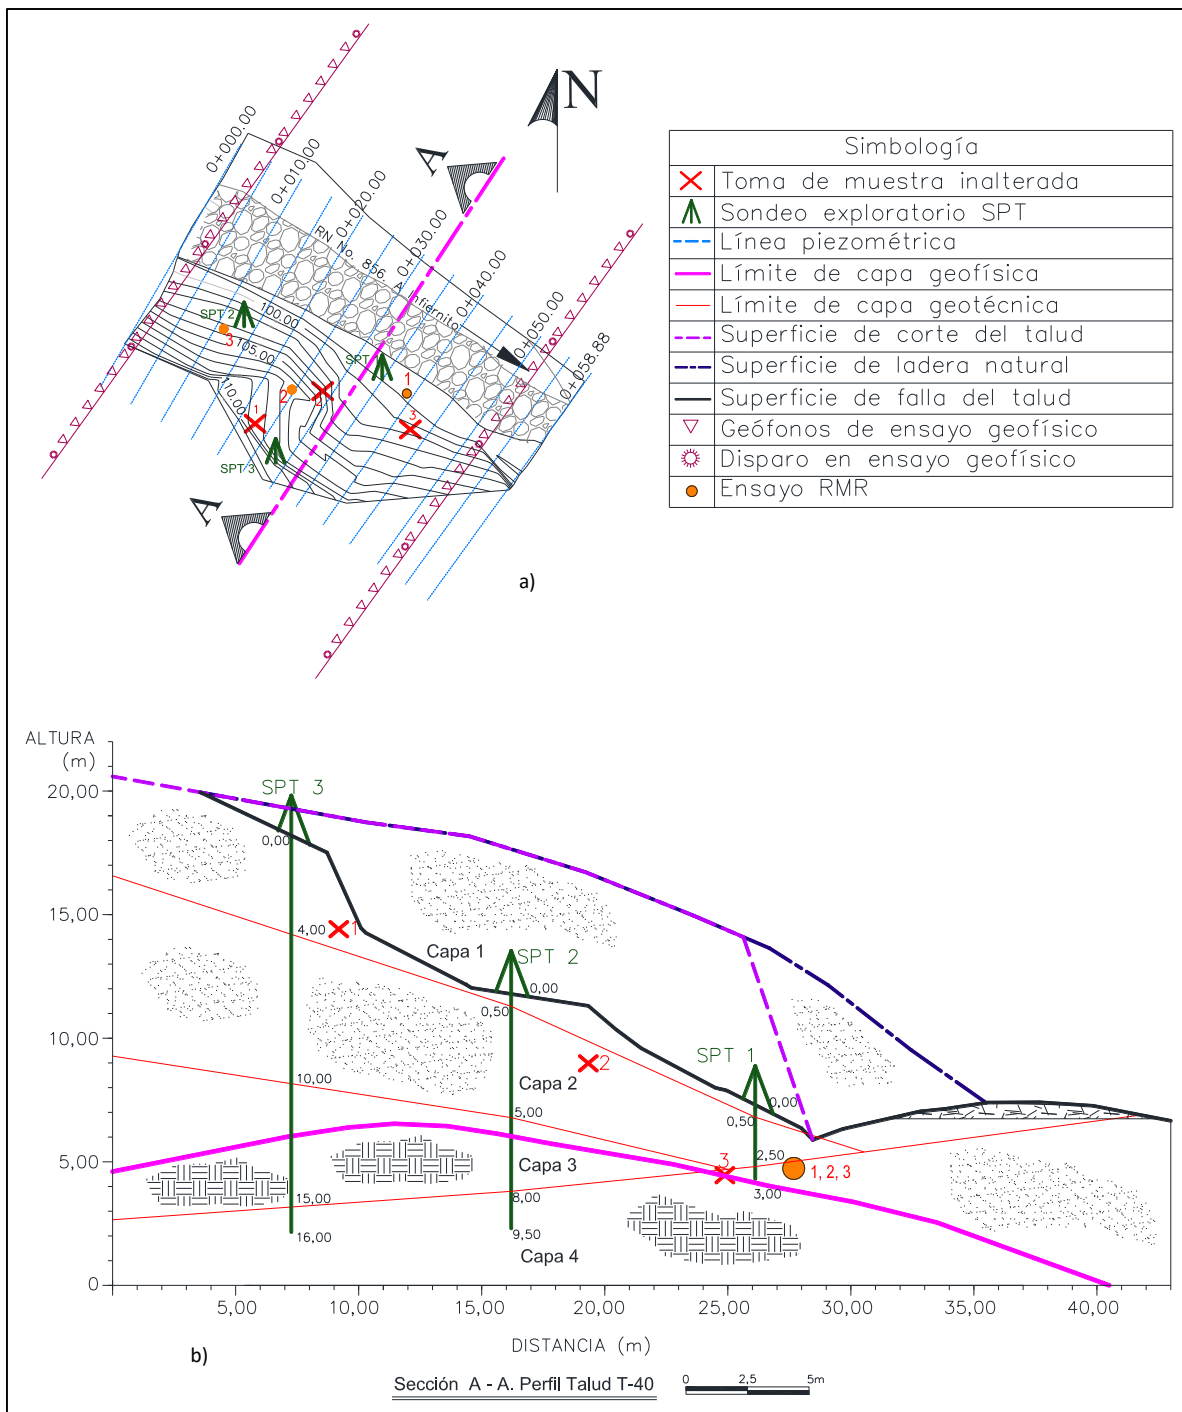 N
A
0+000.00
0+010.00
0+020.00
0+030.00
0+040.00
0+050.00
0+058.88
RN No. 856. A Infiernito
100.00
105.00
110.00
SPT 2
3
SPT
1
2
1
3
SPT 3
A
a)
Simbología
Toma de muestra inalterada
Sondeo exploratorio SPT
Línea piezométrica
Límite de capa geofísica
Límite de capa geotécnica
Superficie de corte del talud
Superficie de ladera natural
Superficie de falla del talud
Geófonos de ensayo geofísico
Disparo en ensayo geofísico
Ensayo RMR
ALTURA
(m)
20,00
15,00
10,00
5,00
0
SPT 3
0,00
4,00
10,00
15,00
16,00
1
Capa 1
SPT 2
0,00
0,50
5,00
8,00
9,50
2
Capa 2
Capa 3
Capa 4
SPT 1
0,00
0,50
2,50
3,00
3
1, 2, 3
5,00 10,00 15,00 20,00 25,00 30,00 35,00 40,00
DISTANCIA (m)
b)
Sección A - A. Perfil Talud T-40
0 2,5 5m